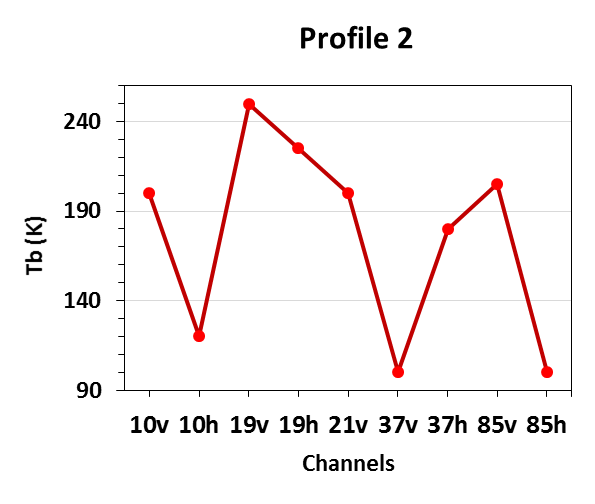 Profile 2
Tb (K)
240
190
140
90
10v 10h 19v 19h 21v 37v 37h 85v 85h
Channels